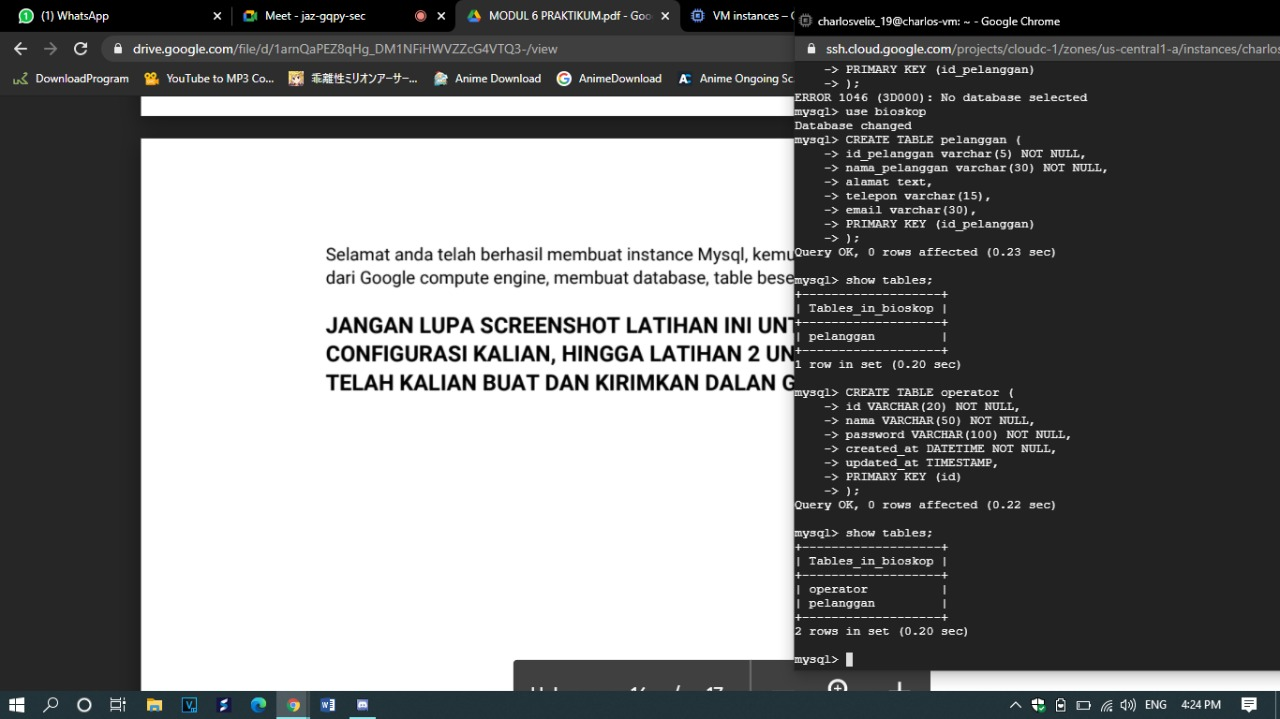 (1) WhatsApp
Meet - jaz-gqpy-sec
MODUL 6 PRAKTIKUM.pdf - Goo
VM instances – C
charlosvelix_19@charlos-vm: ~ - Google Chrome
drive.google.com/file/d/1amQaPEZ8qHg_DM1NFiHWVZZcG4VTQ3-/view
ssh.cloud.google.com/projects/cloudc-1/zones/us-central1-a/instances/charlos
DownloadProgram
YouTube to MP3 Co...
乖離性ミリオンアーサー...
Anime Download
AnimeDownload
Anime Ongoing Sc
Selamat anda telah berhasil membuat instance Mysql, kemu
dari Google compute engine, membuat database, table bese
JANGAN LUPA SCREENSHOT LATIHAN INI UNT
CONFIGURASI KALIAN, HINGGA LATIHAN 2 UN
TELAH KALIAN BUAT DAN KIRIMKAN DALAN G
-> PRIMARY KEY (id_pelanggan)
-> );
ERROR 1046 (3D000): No database selected
mysql> use bioskop
Database changed
mysql> CREATE TABLE pelanggan (
-> id_pelanggan varchar(5) NOT NULL,
-> nama_pelanggan varchar(30) NOT NULL,
-> alamat text,
-> telepon varchar(15),
-> email varchar(30),
-> PRIMARY KEY (id_pelanggan)
-> );
Query OK, 0 rows affected (0.23 sec)
mysql> show tables;
+-------------------+
| Tables_in_bioskop |
+-------------------+
| pelanggan |
+-------------------+
1 row in set (0.20 sec)
mysql> CREATE TABLE operator (
-> id VARCHAR(20) NOT NULL,
-> nama VARCHAR(50) NOT NULL,
-> password VARCHAR(100) NOT NULL,
-> created_at DATETIME NOT NULL,
-> updated_at TIMESTAMP,
-> PRIMARY KEY (id)
-> );
Query OK, 0 rows affected (0.22 sec)
mysql> show tables;
+-------------------+
| Tables_in_bioskop |
+-------------------+
| operator |
| pelanggan |
+-------------------+
2 rows in set (0.20 sec)
mysql>
ENG
4:24 PM